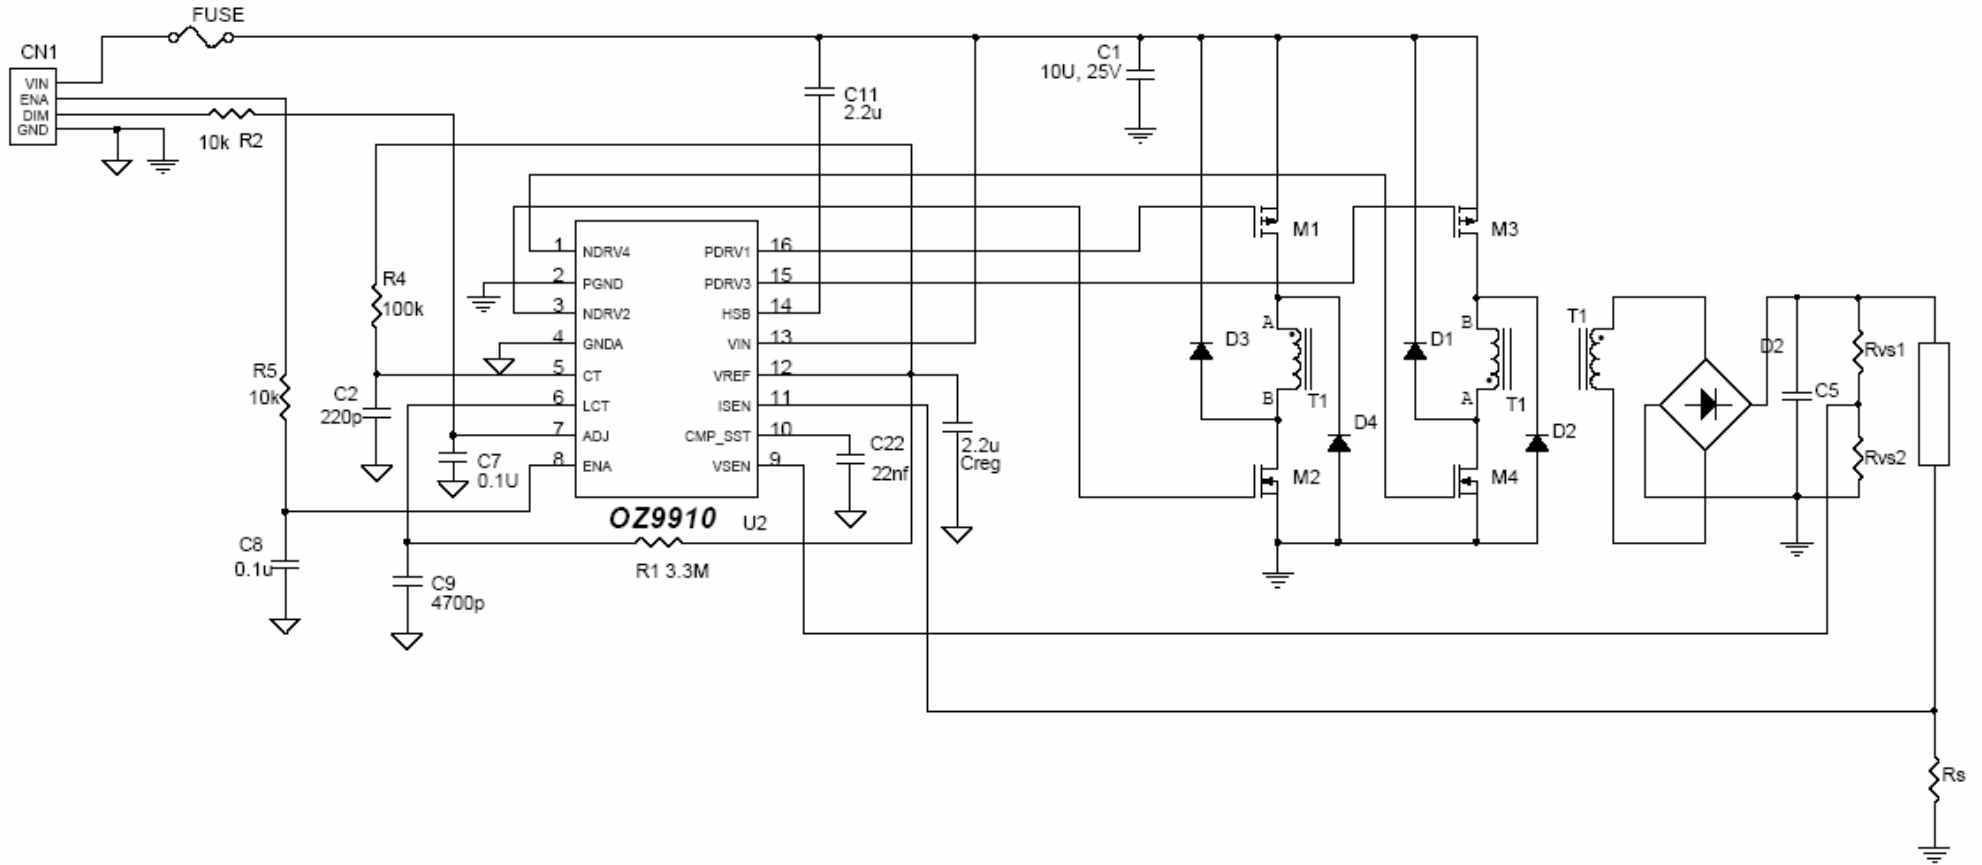 FUSE
CN1
VIN
ENA
DIM
GND
10k R2
C11
2.2u
C1
10U, 25V
R4
100k
R5
10k
C2
220p
C8
0.1u
C9
4700p
C7
0.1U
1 NDRV4
2 PGND
3 NDRV2
4 GNDA
5 CT
6 LCT
7 ADJ
8 ENA
PDRV1 16
PDRV3 15
HSB 14
VIN 13
VREF 12
ISEN 11
CMP_SST 10
VSEN 9
OZ9910 U2
R1 3.3M
C22
22nf
2.2u
Creg
M1
M3
D3
A
B
T1
D4
M2
D1
B
A
T1
D2
M4
T1
D2
C5
Rvs1
Rvs2
Rs